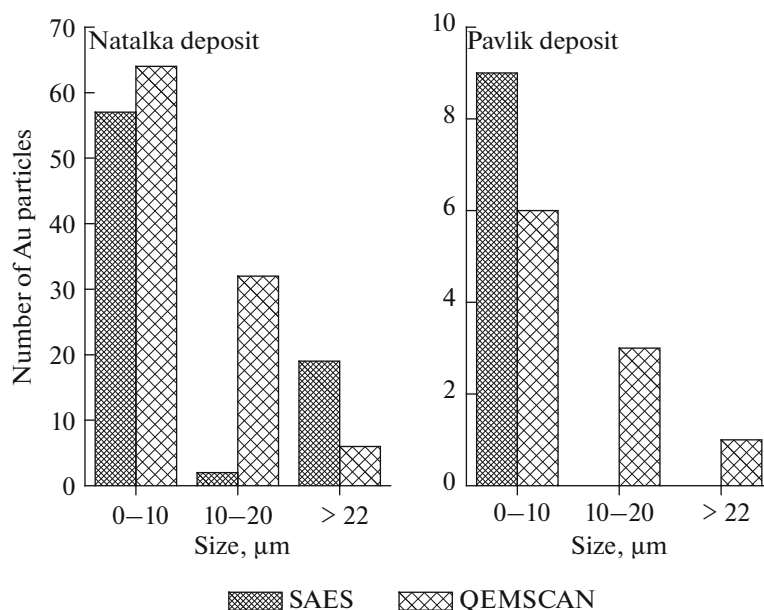 Natalka deposit
Number of Au particles
70
60
50
40
30
20
10
0
0–10 10–20 > 22
Size, µm
Pavlik deposit
10
8
6
4
2
0
0–10 10–20 > 22
Size, µm
SAES QEMSCAN